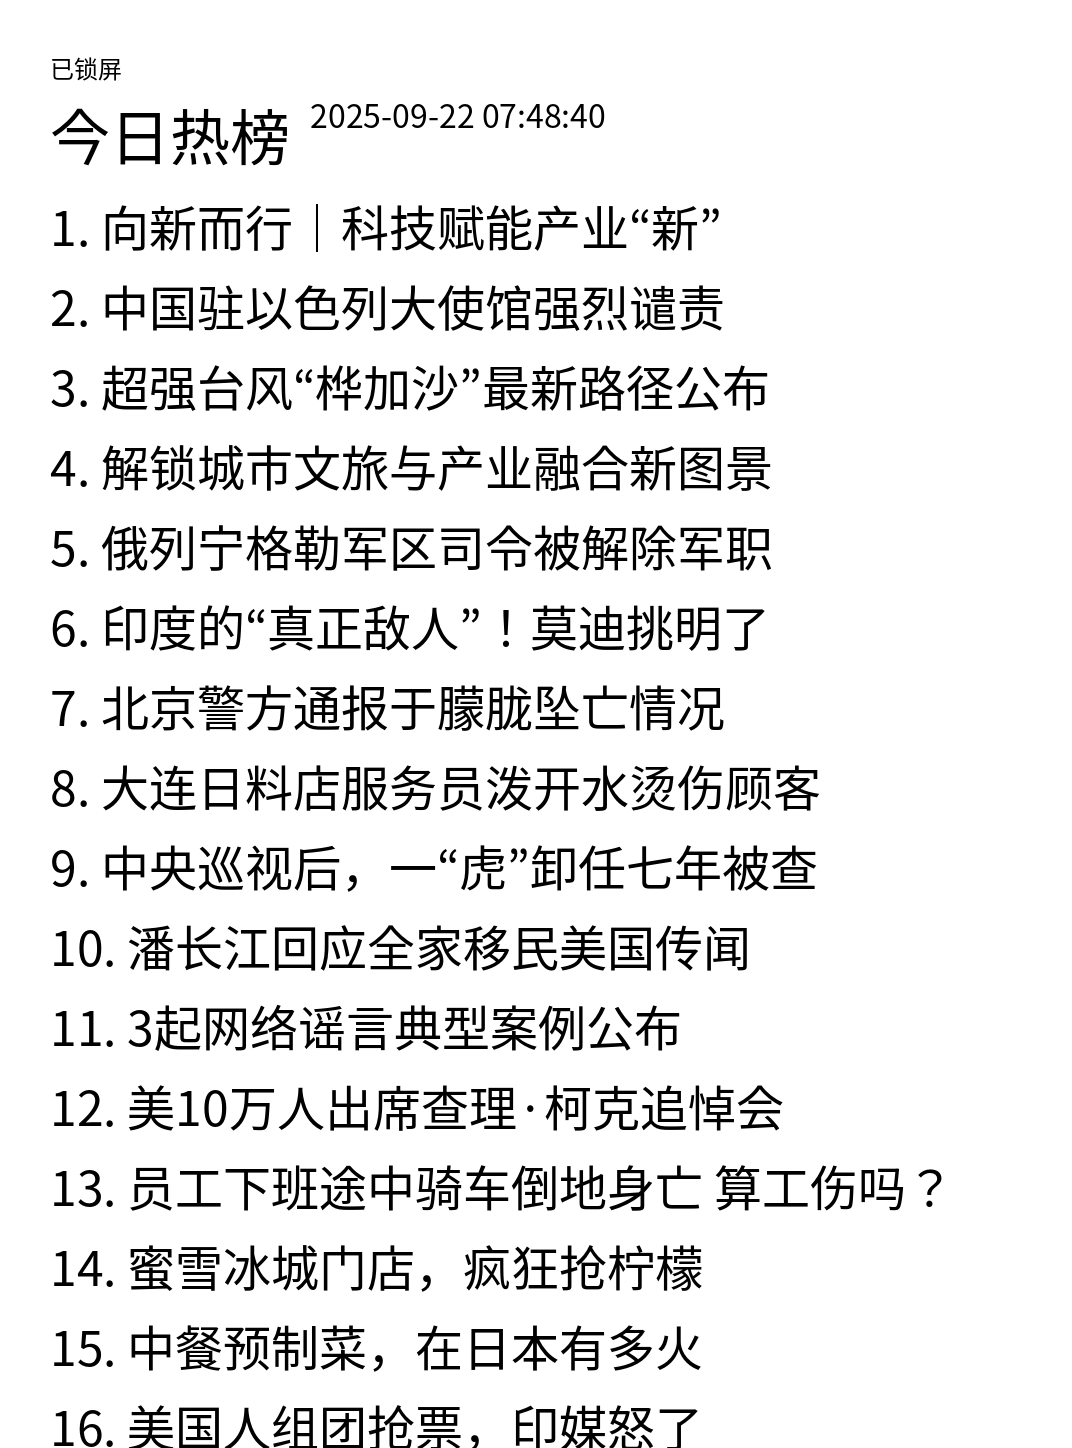 已锁屏
今日热榜 2025-09-22 07:48:40
1. 向新而行｜科技赋能产业“新”
2. 中国驻以色列大使馆强烈谴责
3. 超强台风“桦加沙”最新路径公布
4. 解锁城市文旅与产业融合新图景
5. 俄列宁格勒军区司令被解除军职
6. 印度的“真正敌人”！莫迪挑明了
7. 北京警方通报于朦胧坠亡情况
8. 大连日料店服务员泼开水烫伤顾客
9. 中央巡视后，一“虎”卸任七年被查
10. 潘长江回应全家移民美国传闻
11. 3起网络谣言典型案例公布
12. 美10万人出席查理·柯克追悼会
13. 员工下班途中骑车倒地身亡 算工伤吗？
14. 蜜雪冰城门店，疯狂抢柠檬
15. 中餐预制菜，在日本有多火
16. 美国人组团抢票，印媒怒了